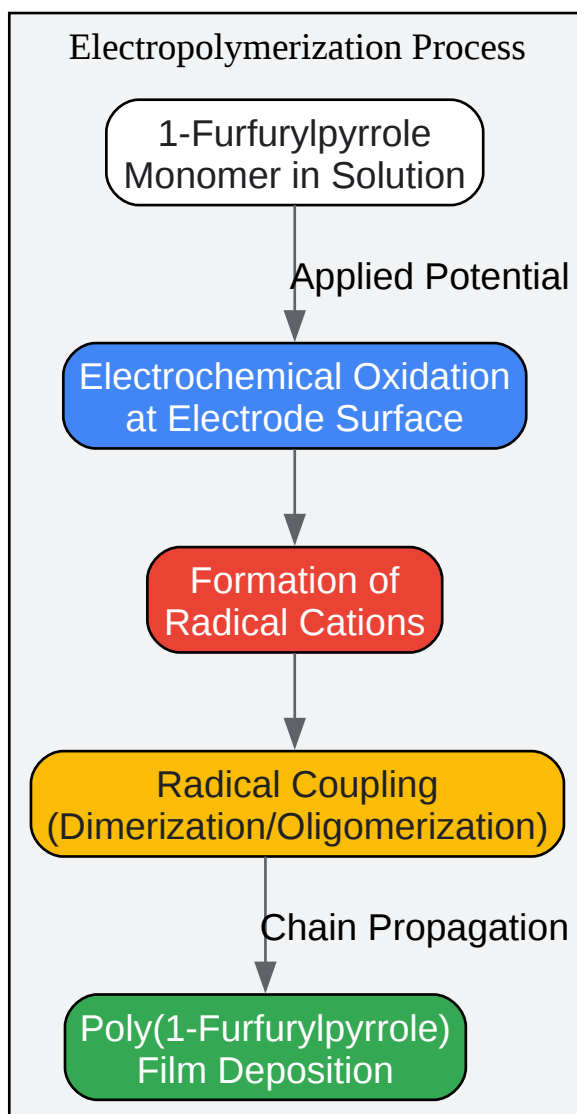 Electropolymerization Process
1-Furfurylpyrrole
Monomer in Solution
Applied Potential
Electrochemical Oxidation
at Electrode Surface
Formation of
Radical Cations
Radical Coupling
(Dimerization/Oligomerization)
Chain Propagation
Poly(1-Furfurylpyrrole)
Film Deposition